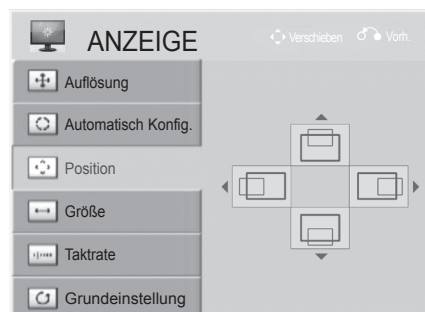 ANZEIGE
Verschieben
Vorh.
Auflösung
Automatisch Konfig.
Position
Größe
Taktrate
Grundeinstellung